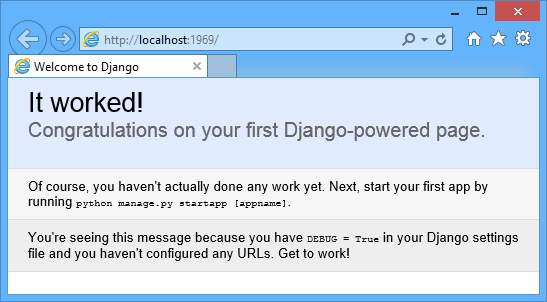 http://localhost:1969/
Welcome to Django
It worked!
Congratulations on your first Django-powered page.
Of course, you haven't actually done any work yet. Next, start your first app by
running python manage.py startapp [appname].
You're seeing this message because you have DEBUG = True in your Django settings
file and you haven't configured any URLs. Get to work!